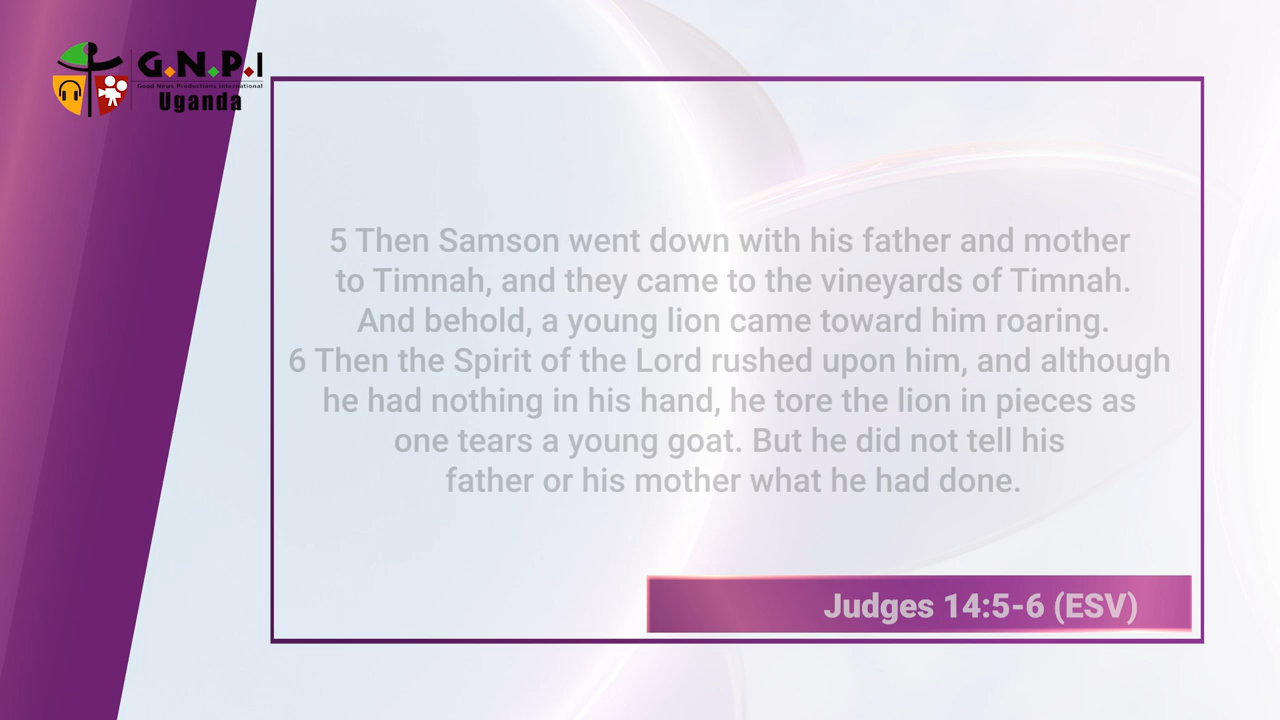 G.N.P.I
Good News Productions International
Uganda
5 Then Samson went down with his father and mother
to Timnah, and they came to the vineyards of Timnah.
And behold, a young lion came toward him roaring.
6 Then the Spirit of the Lord rushed upon him, and although
he had nothing in his hand, he tore the lion in pieces as
one tears a young goat. But he did not tell his
father or his mother what he had done.
Judges 14:5-6 (ESV)